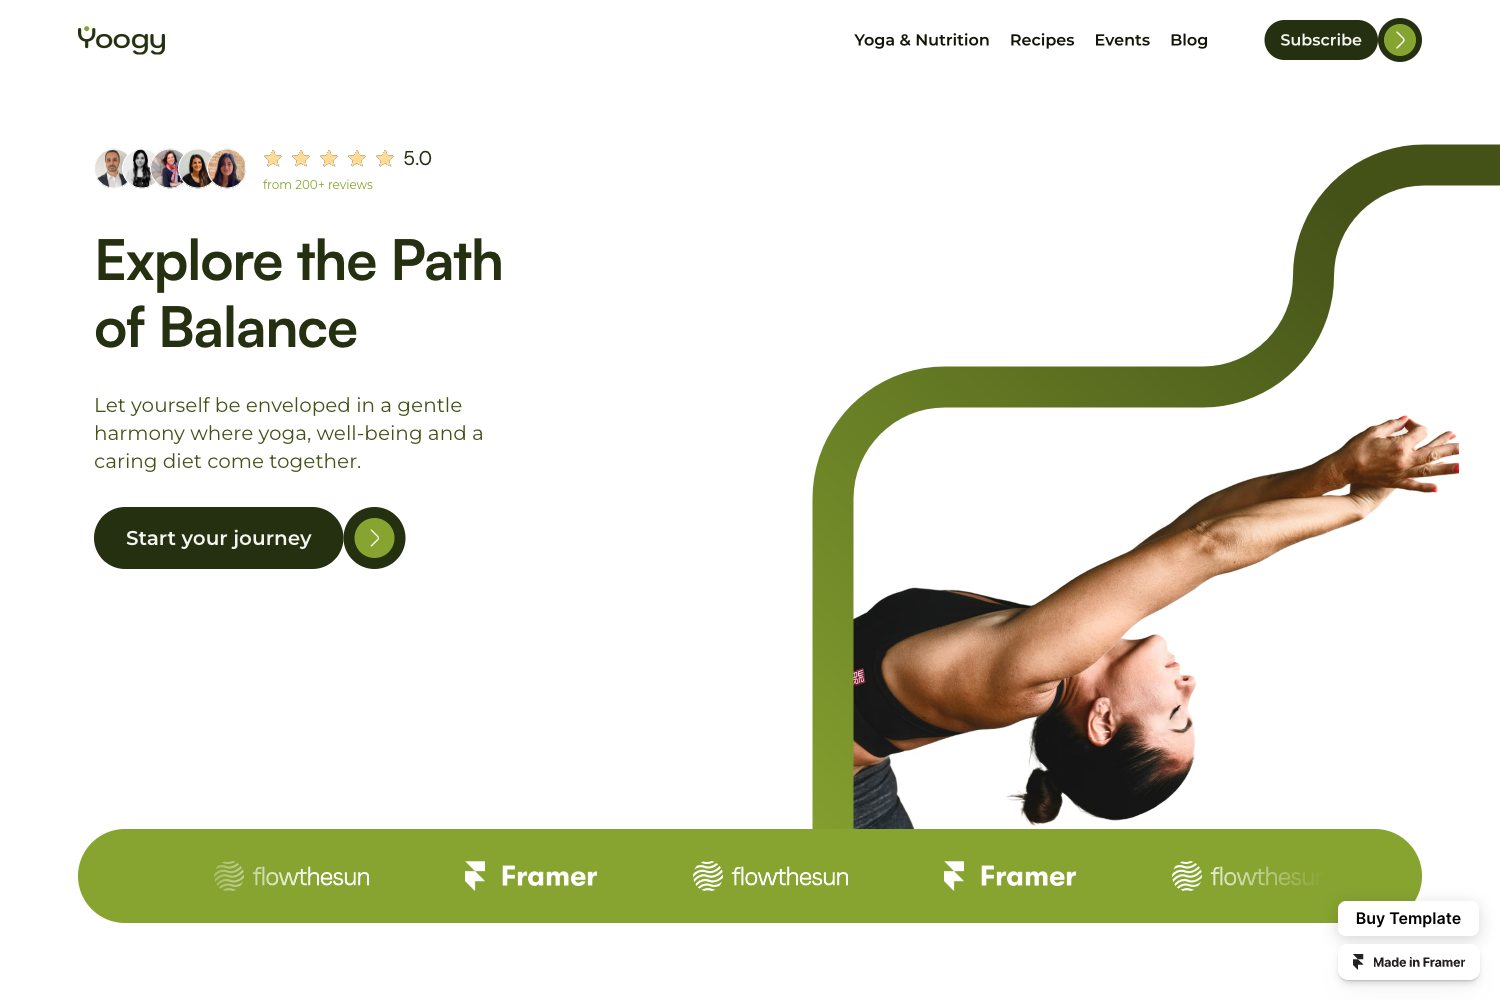 Yoogy
Yoga & Nutrition
Recipes
Events
Blog
Subscribe
5.0
from 200+ reviews
Explore the Path
of Balance
Let yourself be enveloped in a gentle
harmony where yoga, well-being and a
caring diet come together.
Start your journey
flowthesun
Framer
flowthesun
Framer
flowthesun
Buy Template
Made in Framer